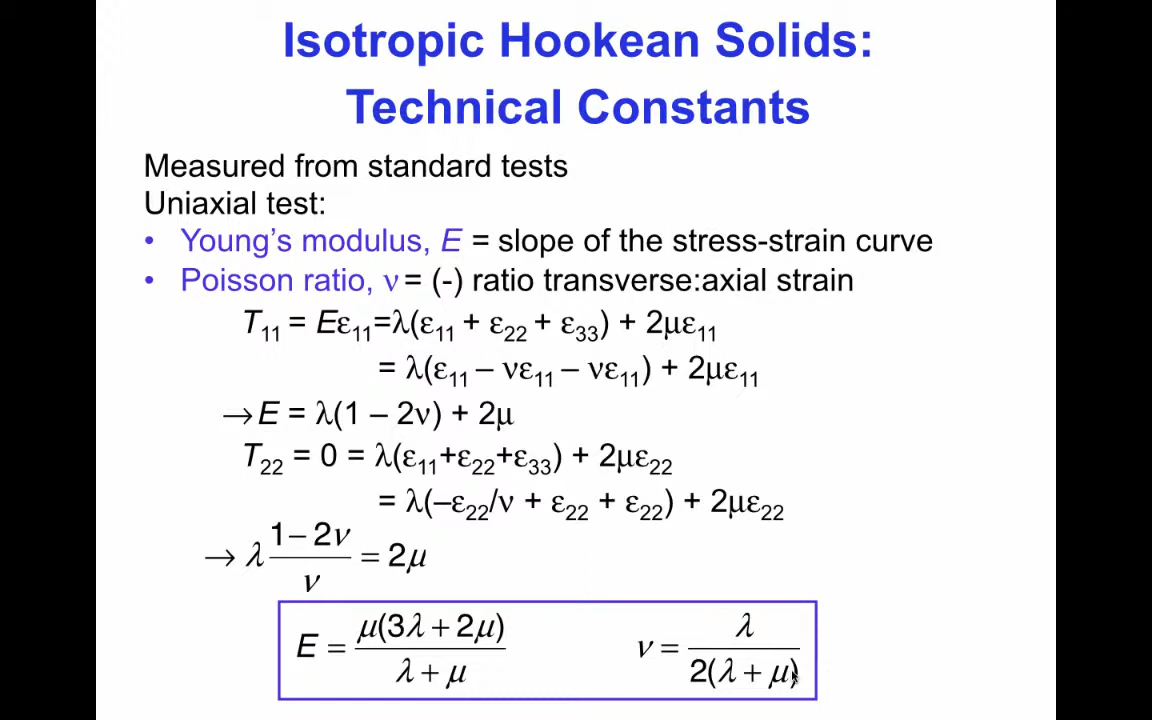 Isotropic Hookean Solids:
Technical Constants
Measured from standard tests
Uniaxial test:
• Young's modulus, E = slope of the stress-strain curve
• Poisson ratio, ν = (-) ratio transverse:axial strain
T₁₁ = Eε₁₁=λ(ε₁₁ + ε₂₂ + ε₃₃) + 2με₁₁
= λ(ε₁₁ – νε₁₁ – νε₁₁) + 2με₁₁
→ E = λ(1 – 2ν) + 2μ
T₂₂ = 0 = λ(ε₁₁+ε₂₂+ε₃₃) + 2με₂₂
= λ(–ε₂₂/ν + ε₂₂ + ε₂₂) + 2με₂₂
→ λ (1 – 2ν)/ν = 2μ
E = μ(3λ + 2μ)/(λ + μ) ν = λ/(2(λ + μ))